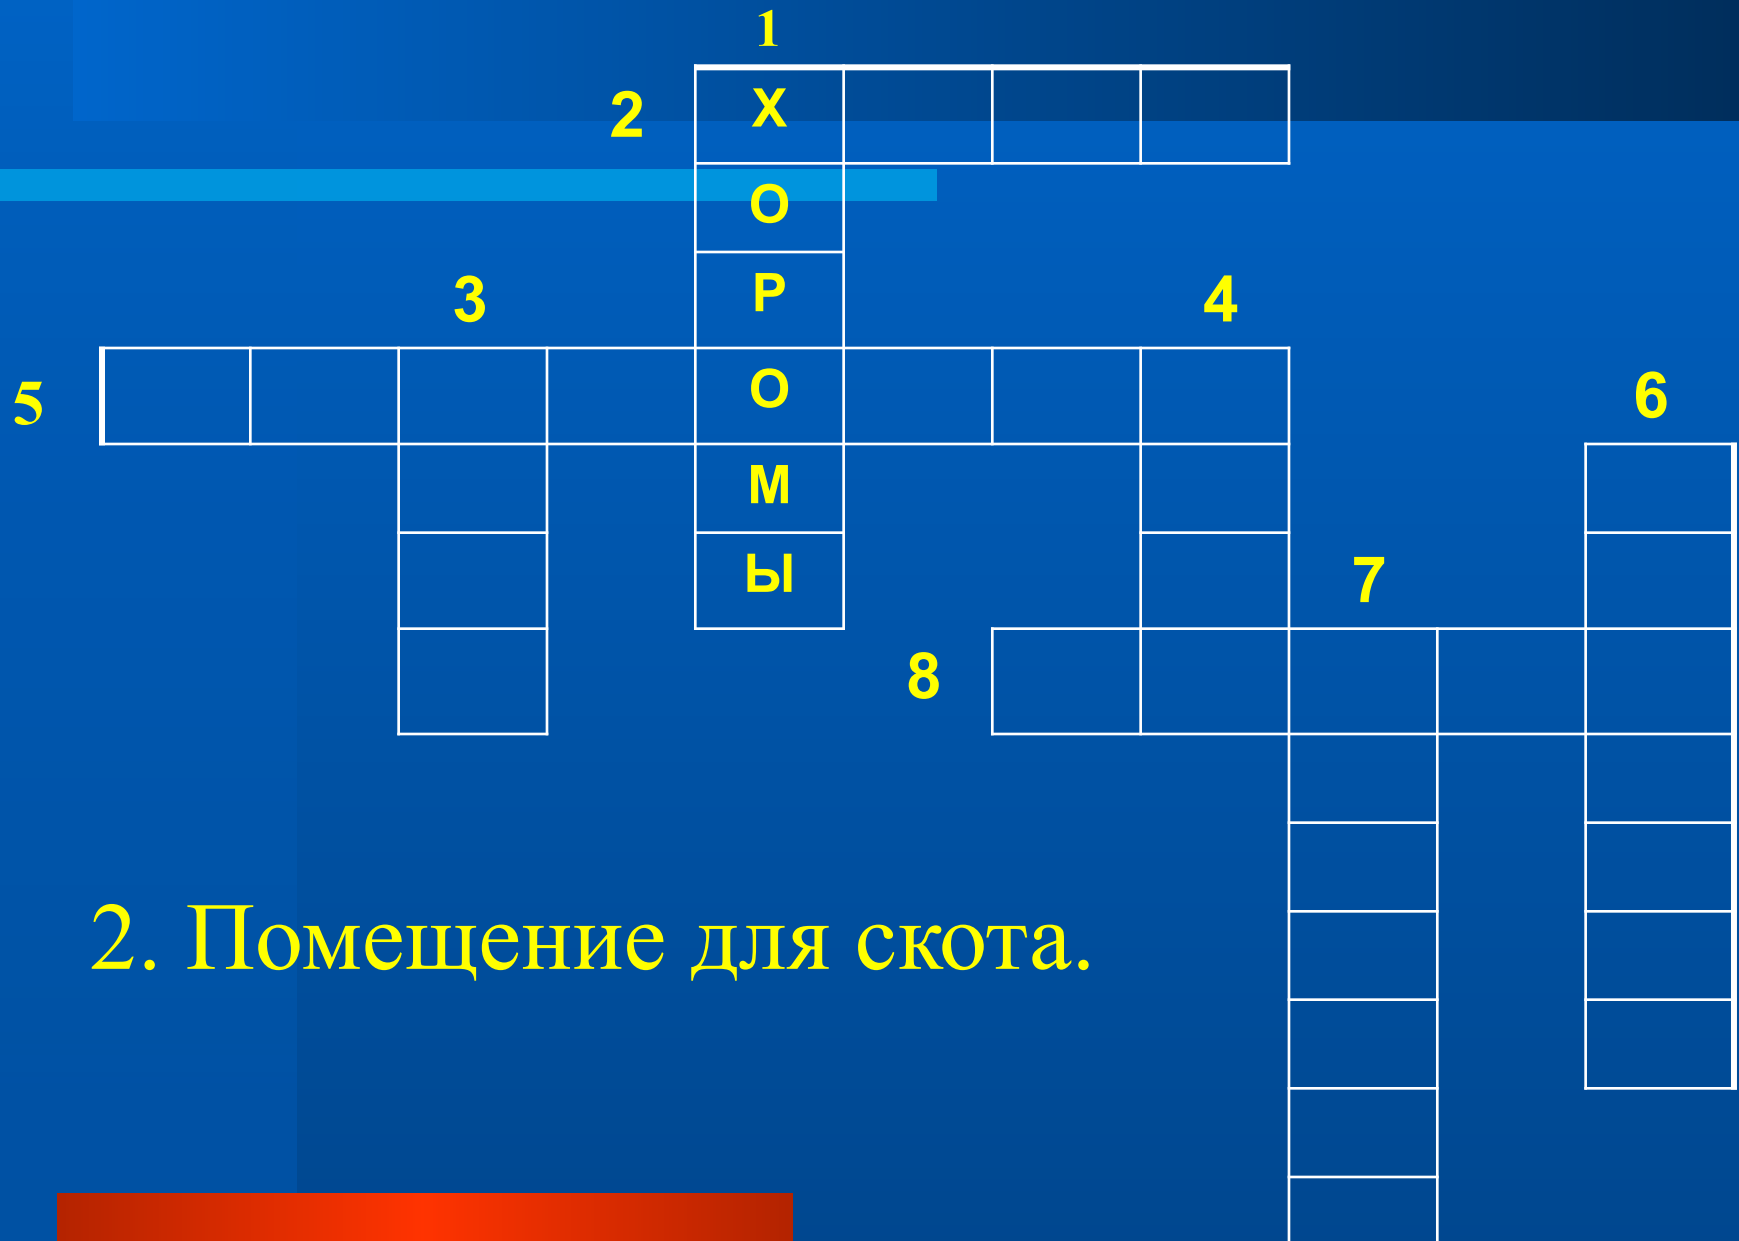 1
2 Х
О
3 Р 4
5 О 6
М
Ы 7
8
2. Помещение для скота.